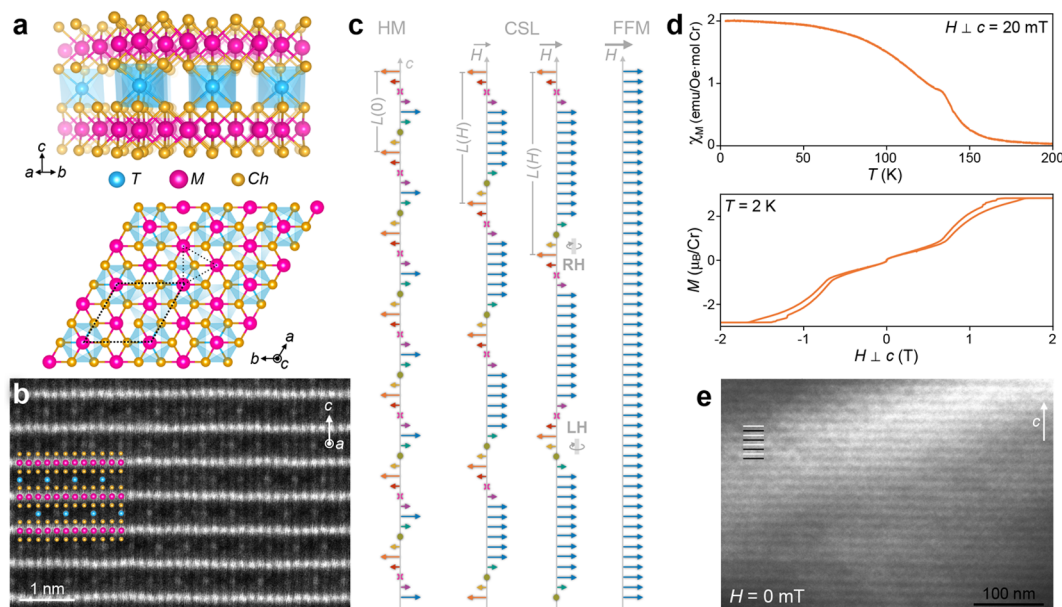 a
c
a
b
T
M
Ch
b
a
c
b
c
a
1 nm
c
HM
CSL
FFM
c
H
H
H
L(0)
L(H)
L(H)
RH
LH
d
H ⊥ c = 20 mT
χM (emu/Oe·mol Cr)
2
1
0
0
50
100
150
200
T (K)
T = 2 K
M (μB/Cr)
2
0
-2
-2
-1
0
1
2
H ⊥ c (T)
e
c
H = 0 mT
100 nm